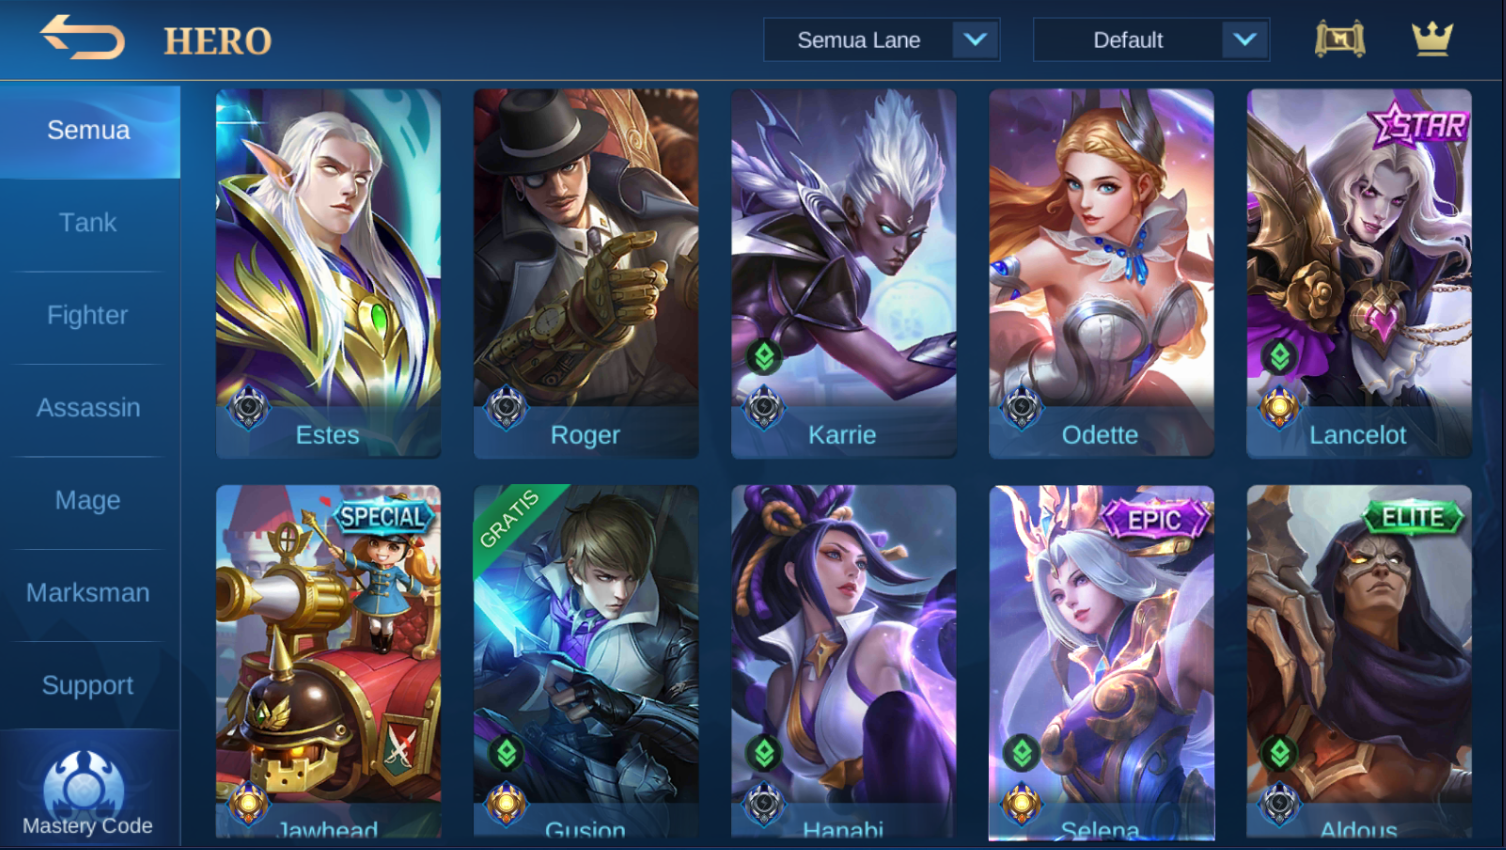 HERO
Semua Lane
Default
Semua
Tank
Fighter
Assassin
Mage
Marksman
Support
Mastery Code
Estes
Roger
Karrie
Odette
STAR
Lancelot
SPECIAL
Jawhead
GRATIS
Gusion
Hanabi
EPIC
Selena
ELITE
Aldous